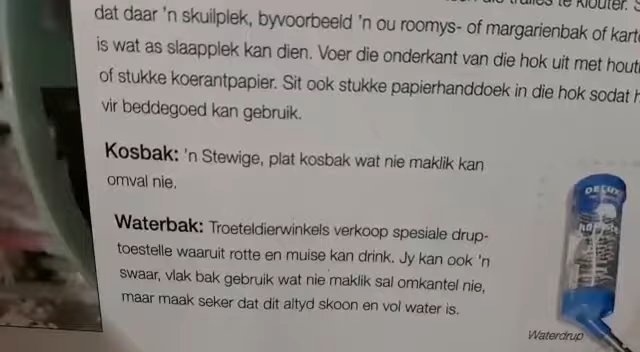 dat daar 'n skuilplek, byvoorbeeld 'n ou roomys- of margarienbak of
is wat as slaapplek kan dien. Voer die onderkant van die hok uit met
of stukke koerantpapier. Sit ook stukke papierhanddoek in die hok sodat
vir beddegoed kan gebruik.
Kosbak: 'n Stewige, plat kosbak wat nie maklik kan
omval nie.
Waterbak: Troeteldierwinkels verkoop spesiale drup-
toestelle waaruit rotte en muise kan drink. Jy kan ook 'n
swaar, vlak bak gebruik wat nie maklik sal omkantel nie,
maar maak seker dat dit altyd skoon en vol water is.
Waterdrup